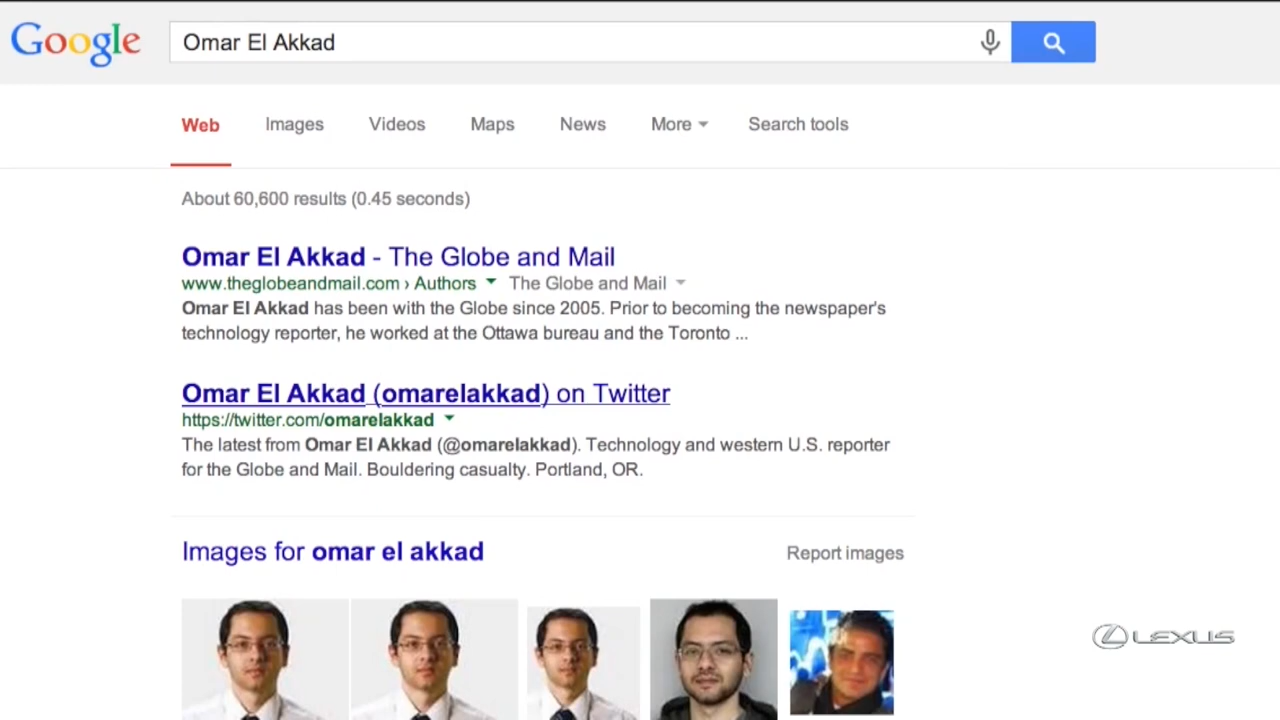 Google
Omar El Akkad
Web Images Videos Maps News More Search tools
About 60,600 results (0.45 seconds)
Omar El Akkad - The Globe and Mail
www.theglobeandmail.com › Authors The Globe and Mail
Omar El Akkad has been with the Globe since 2005. Prior to becoming the newspaper's
technology reporter, he worked at the Ottawa bureau and the Toronto ...
Omar El Akkad (omarelakkad) on Twitter
https://twitter.com/omarelakkad
The latest from Omar El Akkad (@omarelakkad). Technology and western U.S. reporter
for the Globe and Mail. Bouldering casualty. Portland, OR.
Images for omar el akkad Report images
LEXUS